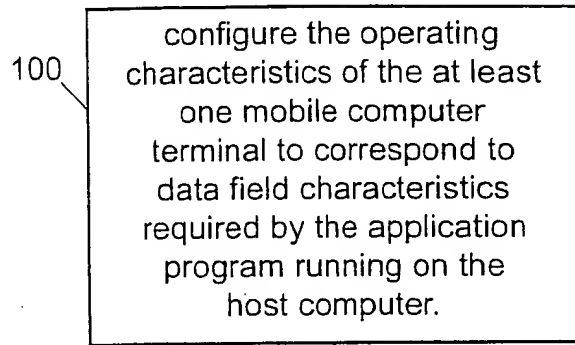 configure the operating
100 characteristics of the at least
one mobile computer
terminal to correspond to
data field characteristics
required by the application
program running on the
host computer.